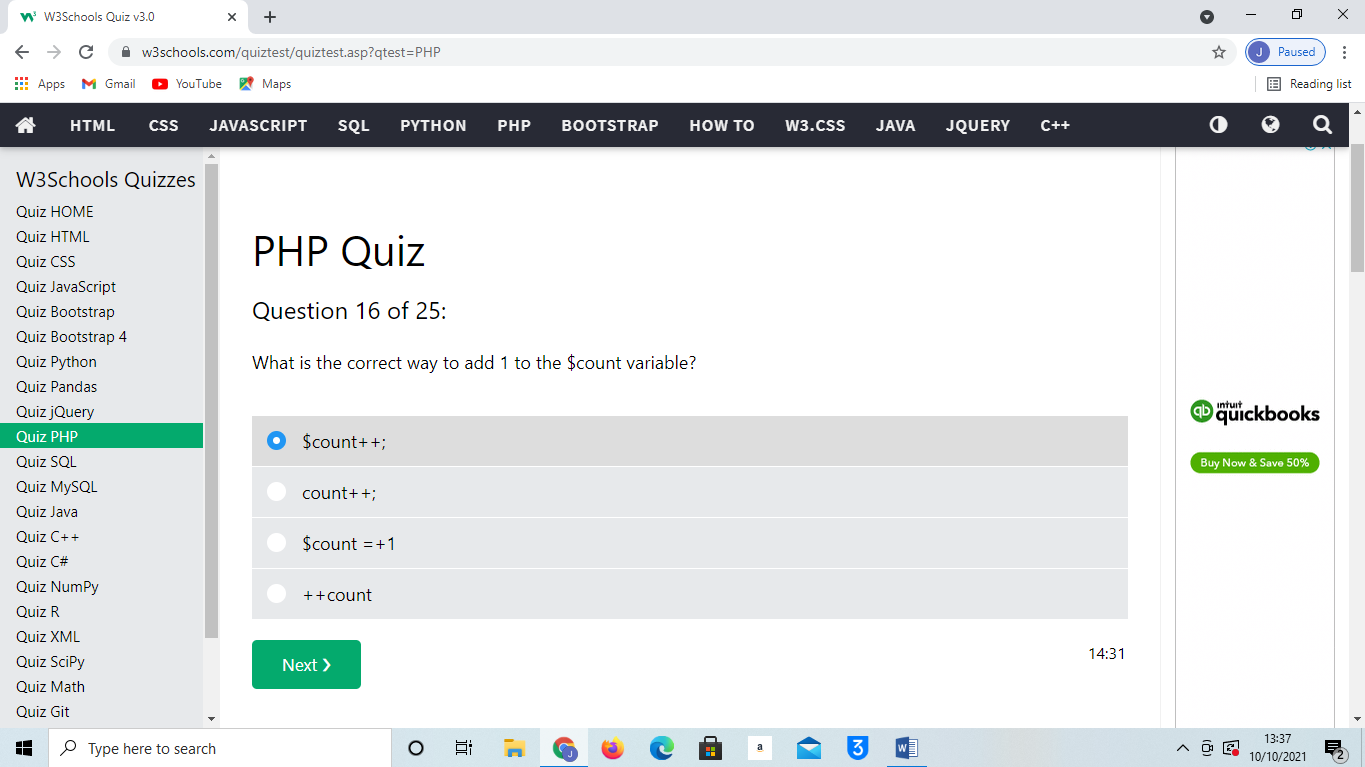 W3Schools Quiz v3.0
w3schools.com/quiztest/quiztest.asp?qtest=PHP
J Paused
Apps Gmail YouTube Maps Reading list
HTML CSS JAVASCRIPT SQL PYTHON PHP BOOTSTRAP HOW TO W3.CSS JAVA JQUERY C++
W3Schools Quizzes
Quiz HOME
Quiz HTML
Quiz CSS
Quiz JavaScript
Quiz Bootstrap
Quiz Bootstrap 4
Quiz Python
Quiz Pandas
Quiz jQuery
Quiz PHP
Quiz SQL
Quiz MySQL
Quiz Java
Quiz C++
Quiz C#
Quiz NumPy
Quiz R
Quiz XML
Quiz SciPy
Quiz Math
Quiz Git
PHP Quiz
Question 16 of 25:
What is the correct way to add 1 to the $count variable?
$count++;
count++;
$count =+1
++count
Next ❯
14:31
qb intuit quickbooks
Buy Now & Save 50%
Type here to search
a
3
W
J
13:37
10/10/2021
2